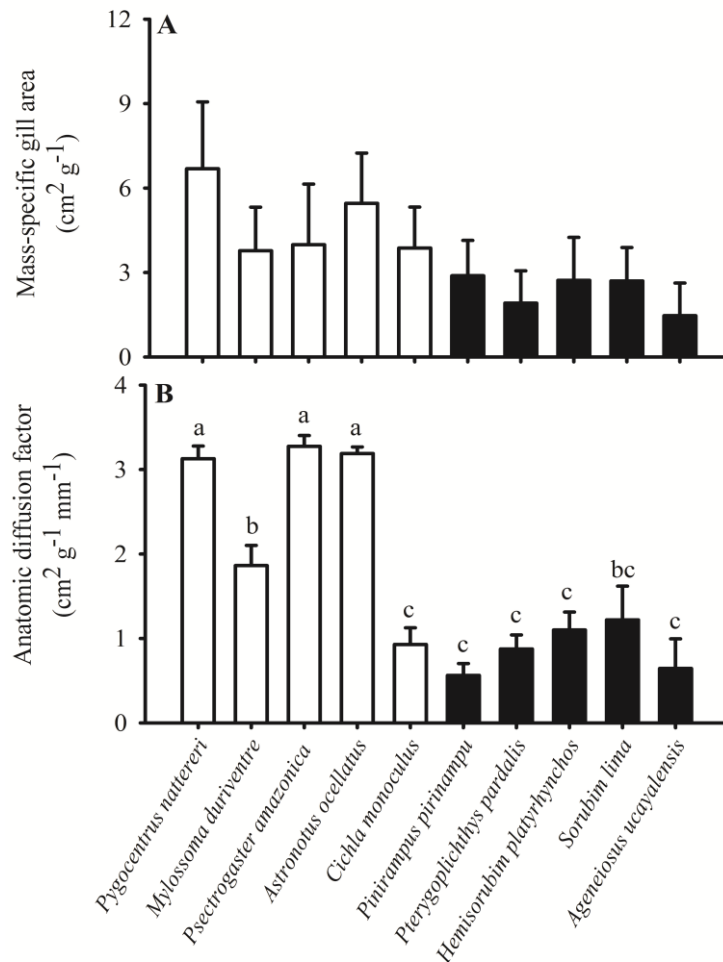 A
12
9
6
3
0
Mass-specific gill area
(cm² g⁻¹)
B
4
3
2
1
0
Anatomic diffusion factor
(cm² g⁻¹ mm⁻¹)
a
b
a
a
c
c
c
c
bc
c
Pygocentrus nattereri
Mylossoma duriventre
Psectrogaster amazonica
Astronotus ocellatus
Cichla monoculus
Pinirampus pirinampu
Pterygoplichthys pardalis
Hemisorubim platyrhynchos
Sorubim lima
Ageneiosus ucayalensis